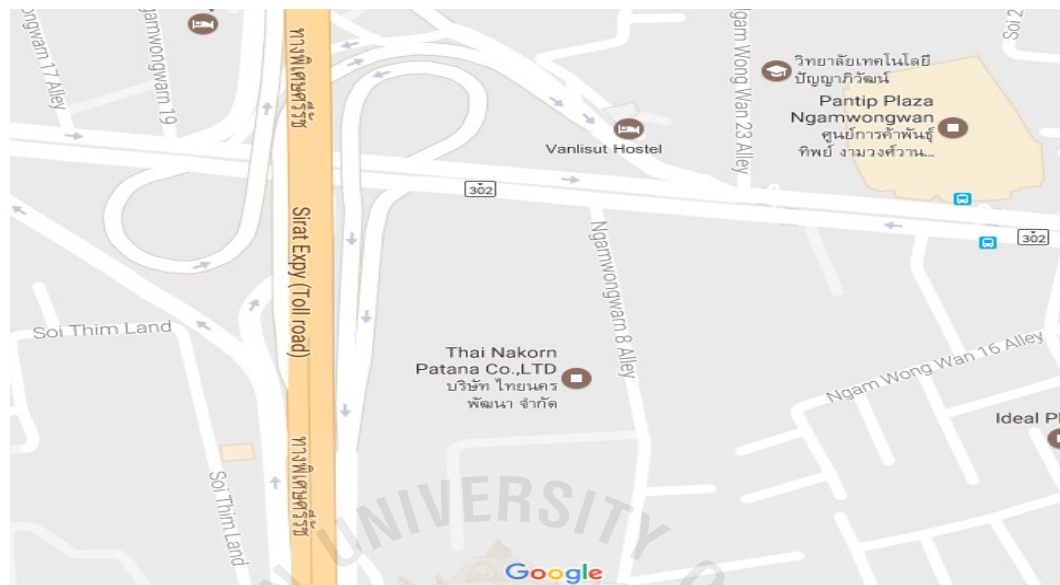 ngwarn 17 Alley
gamwongwarn 19
ทางพิเศษศรีรัช
Ngam Wong Wan 23 Alley
Soi 2
วิทยาลัยเทคโนโลยี
ปัญญาภิวัฒน์
Pantip Plaza
Ngamwongwan
ศูนย์การค้าพันธุ์
ทิพย์ งามวงศ์วาน...
Vanlisut Hostel
302
302
Sirat Expy (Toll road)
Ngamwongwarn 8 Alley
Soi Thim Land
Thai Nakorn
Patana Co.,LTD
บริษัท ไทยนคร
พัฒนา จำกัด
Ngam Wong Wan 16 Alley
Ideal Pl
ทางพิเศษศรีรัช
Soi Thim Land
UNIVERSITY
Google